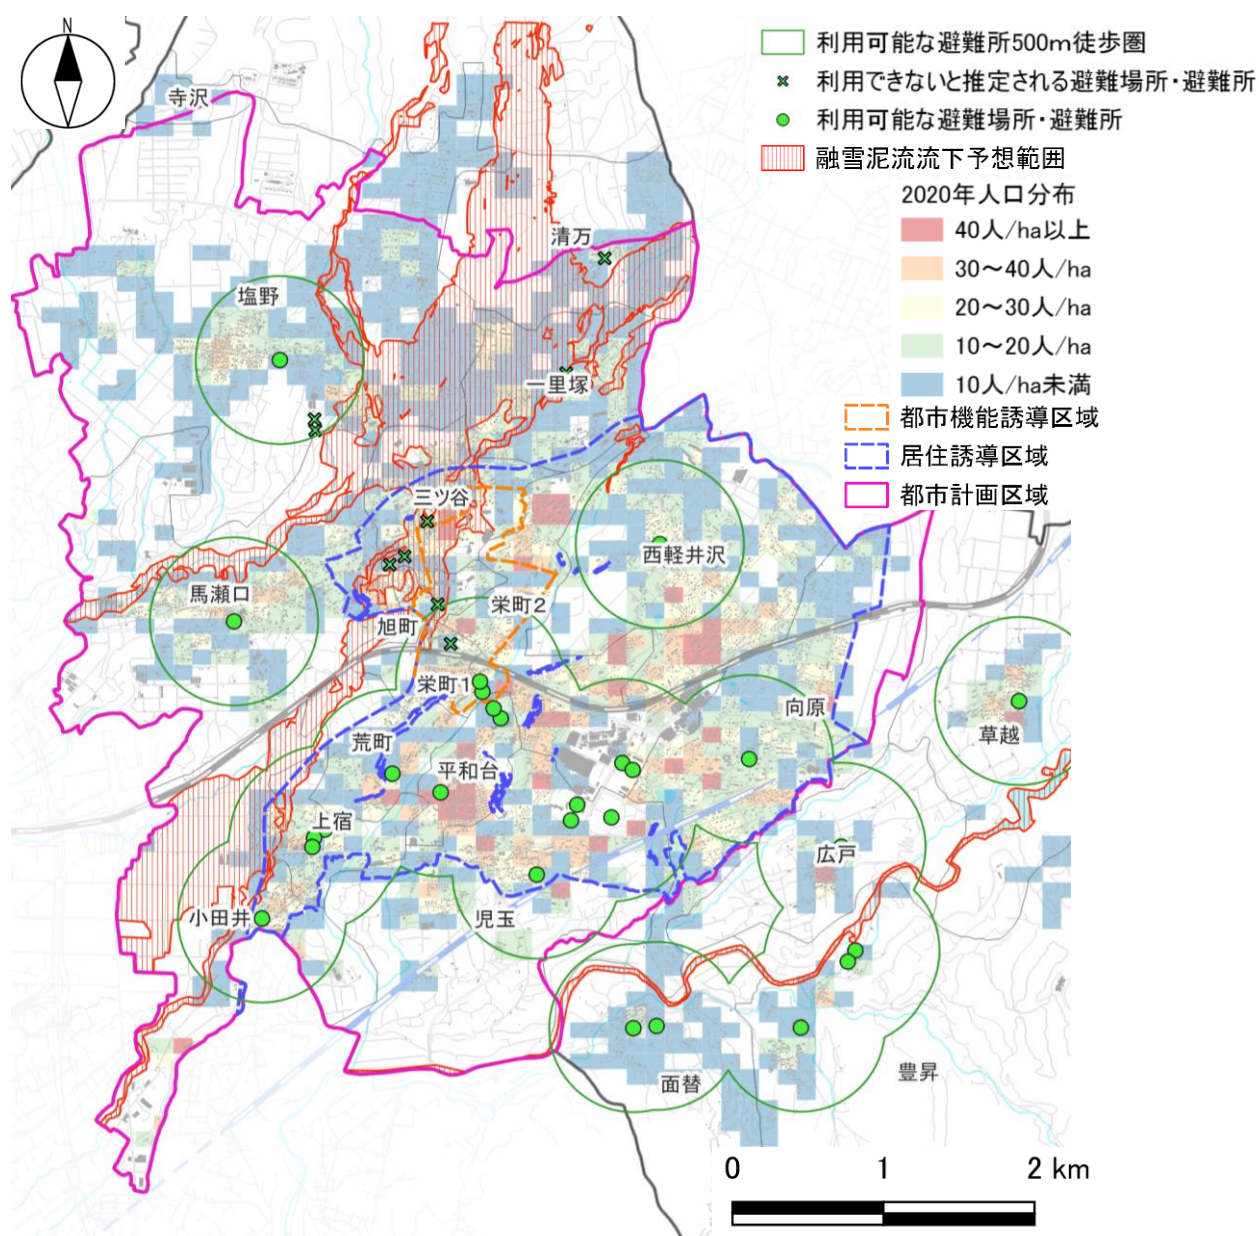 N
利用可能な避難所500m徒歩圏
利用できないと推定される避難場所・避難所
利用可能な避難場所・避難所
融雪泥流流下予想範囲
2020年人口分布
40人/ha以上
30～40人/ha
20～30人/ha
10～20人/ha
10人/ha未満
都市機能誘導区域
居住誘導区域
都市計画区域
寺沢
清万
塩野
一里塚
三ツ谷
西軽井沢
馬瀬口
栄町2
旭町
栄町1
向原
草越
荒町
平和台
上宿
広戸
小田井
児玉
豊昇
面替
0 1 2 km